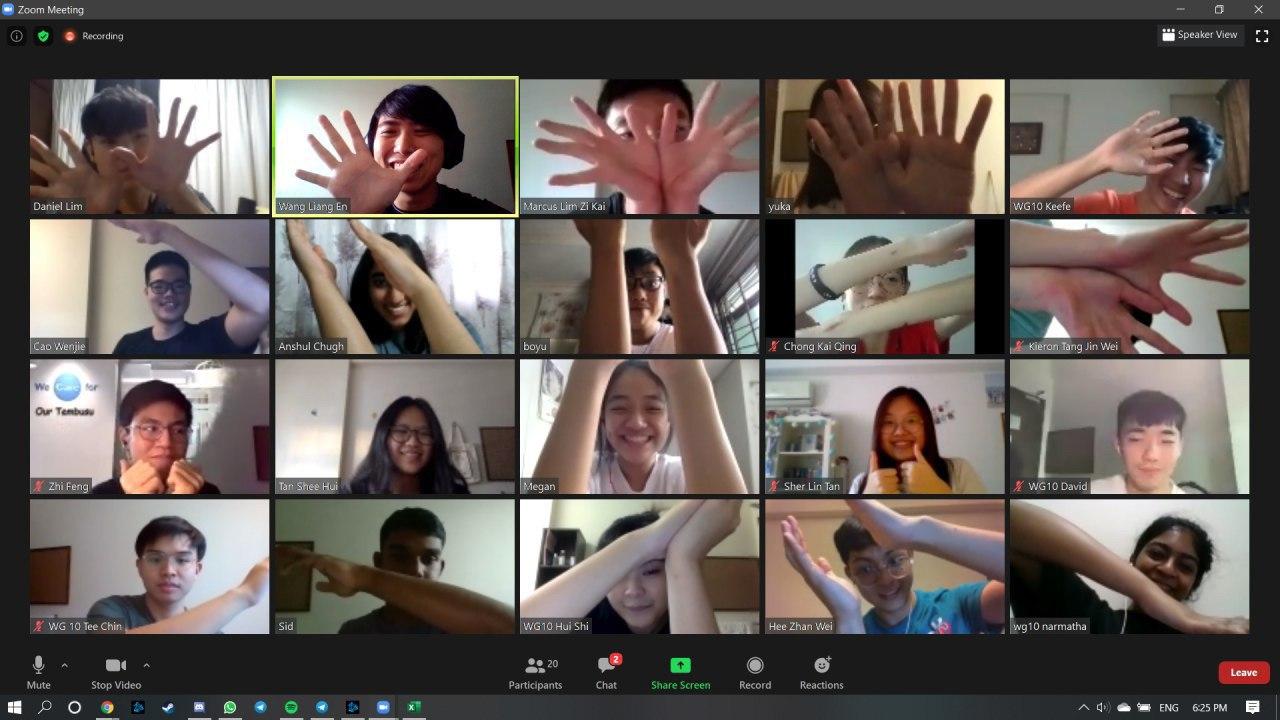 Zoom Meeting
Recording
Speaker View
Daniel Lim
Wang Liang En
Marcus Lim Zi Kai
yuka
WG10 Keefe
Cao Wenjie
Anshul Chugh
boyu
Chong Kai Qing
Kieron Tang Jin Wei
We Care for
Our Tembusu
Zhi Feng
Tan Shee Hui
Megan
Sher Lin Tan
WG10 David
WG 10 Tee Chin
Sid
WG10 Hui Shi
Hee Zhan Wei
wg10 narmatha
Mute
Stop Video
20
Participants
2
Chat
Share Screen
Record
Reactions
Leave
ENG
6:25 PM